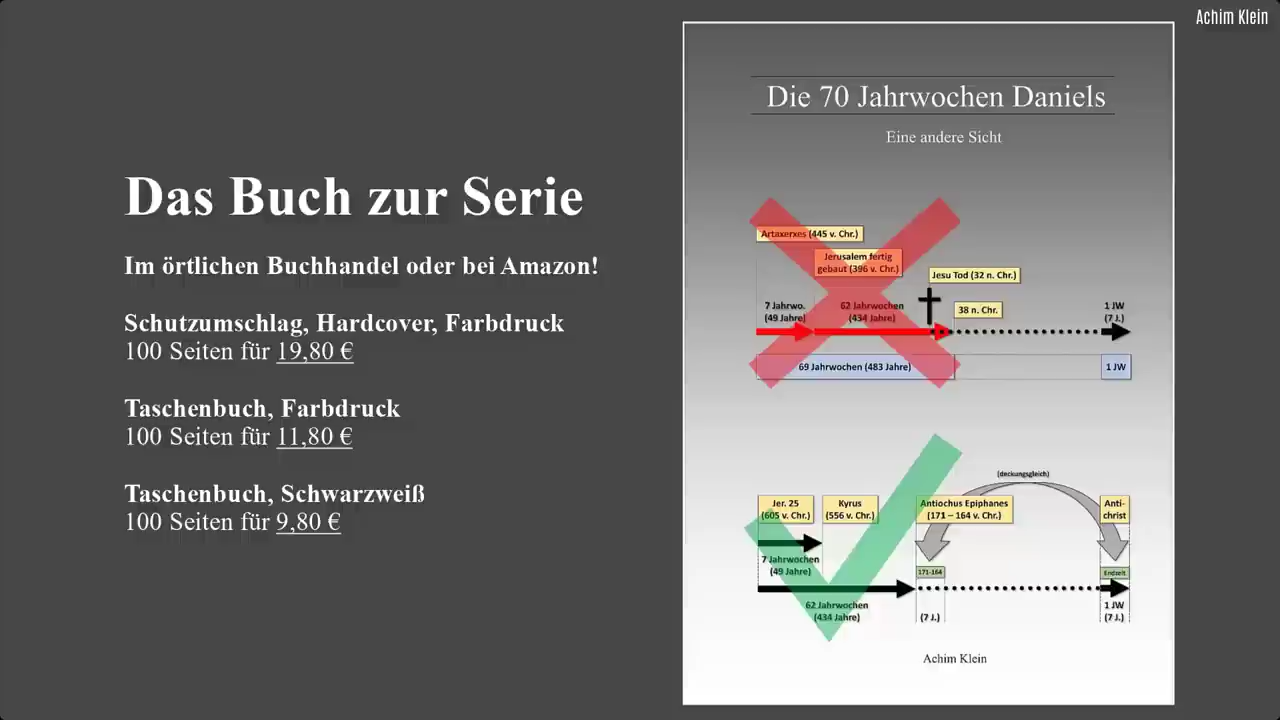 Achim Klein
Das Buch zur Serie
Im örtlichen Buchhandel oder bei Amazon!
Schutzumschlag, Hardcover, Farbdruck
100 Seiten für 19,80 €
Taschenbuch, Farbdruck
100 Seiten für 11,80 €
Taschenbuch, Schwarzweiß
100 Seiten für 9,80 €
Die 70 Jahrwochen Daniels
Eine andere Sicht
Artaxerxes (445 v. Chr.)
Jerusalem fertig
gebaut (396 v. Chr.)
Jesu Tod (32 n. Chr.)
38 n. Chr.
7 Jahrwo.
(49 Jahre)
62 Jahrwochen
(434 Jahre)
1 JW
(7 J.)
69 Jahrwochen (483 Jahre)
1 JW
(deckungsgleich)
Jer. 25
(605 v. Chr.)
Kyrus
(556 v. Chr.)
Antiochus Epiphanes
(171 – 164 v. Chr.)
Anti-
christ
7 Jahrwochen
(49 Jahre)
171-164
Endzeit
62 Jahrwochen
(434 Jahre)
(7 J.)
1 JW
(7 J.)
Achim Klein